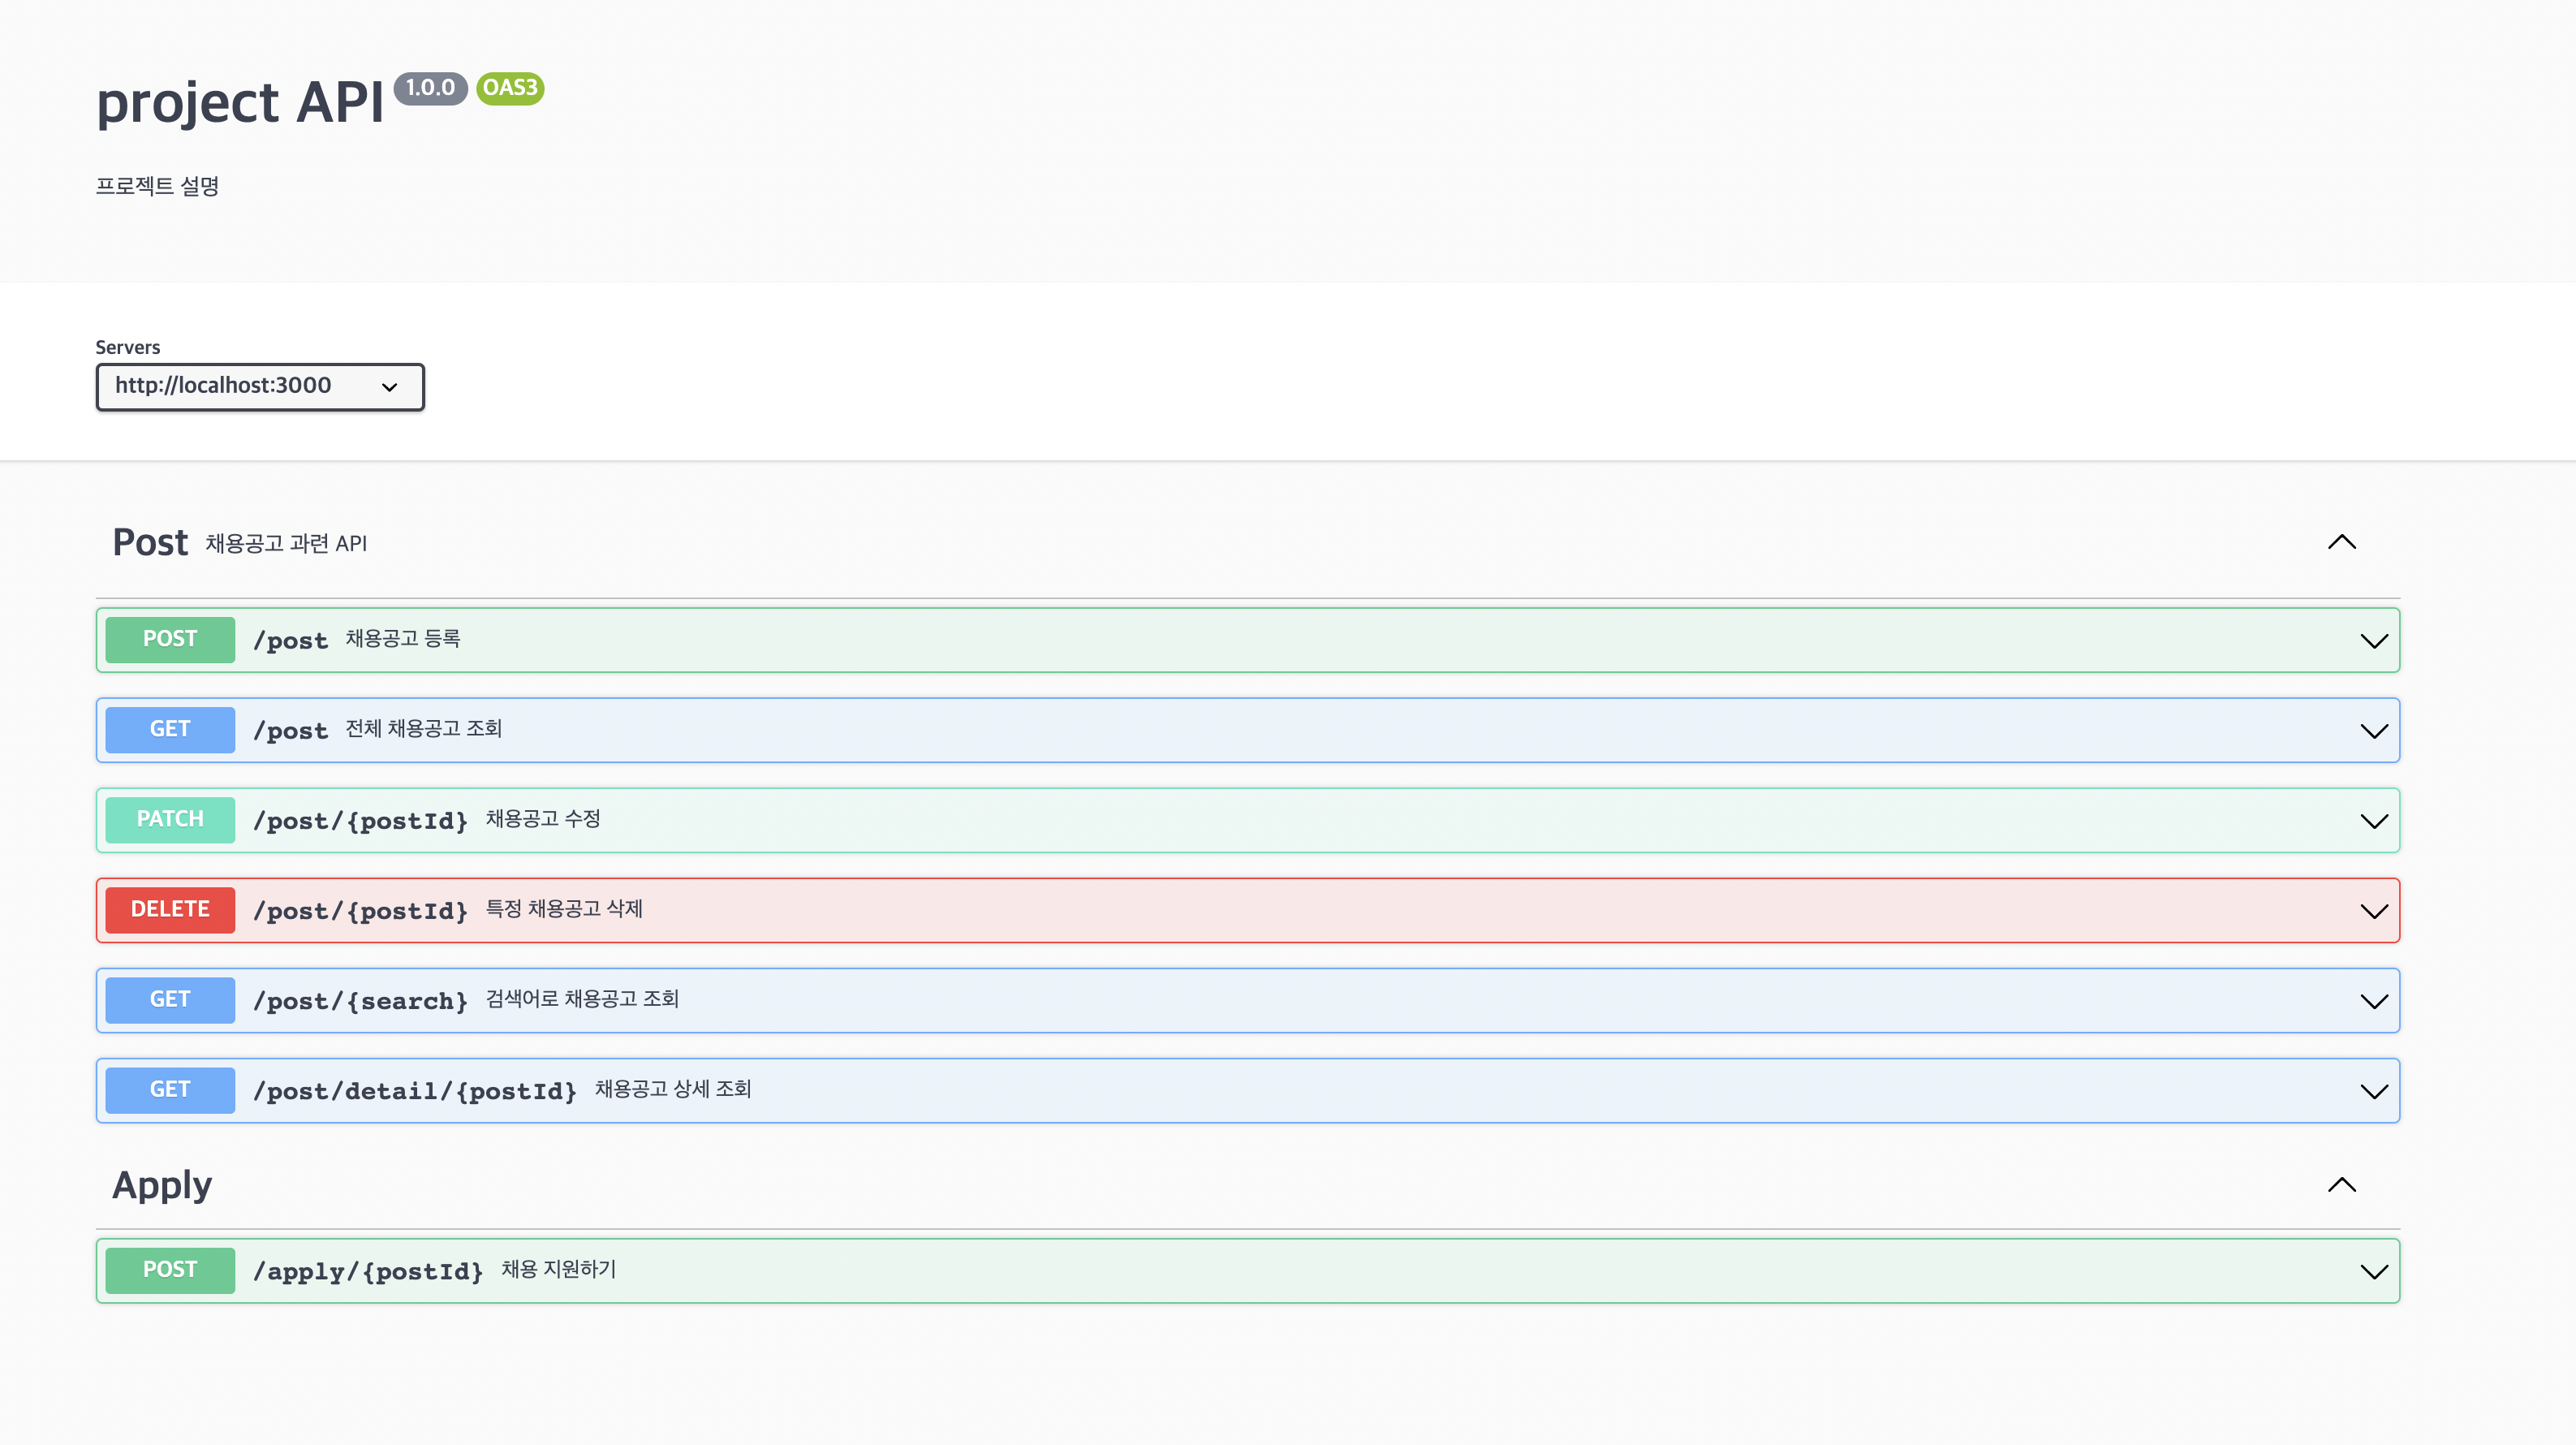 project API 1.0.0 OAS3
프로젝트 설명
Servers
http://localhost:3000
Post 채용공고 과련 API
POST /post 채용공고 등록
GET /post 전체 채용공고 조회
PATCH /post/{postId} 채용공고 수정
DELETE /post/{postId} 특정 채용공고 삭제
GET /post/{search} 검색어로 채용공고 조회
GET /post/detail/{postId} 채용공고 상세 조회
Apply
POST /apply/{postId} 채용 지원하기